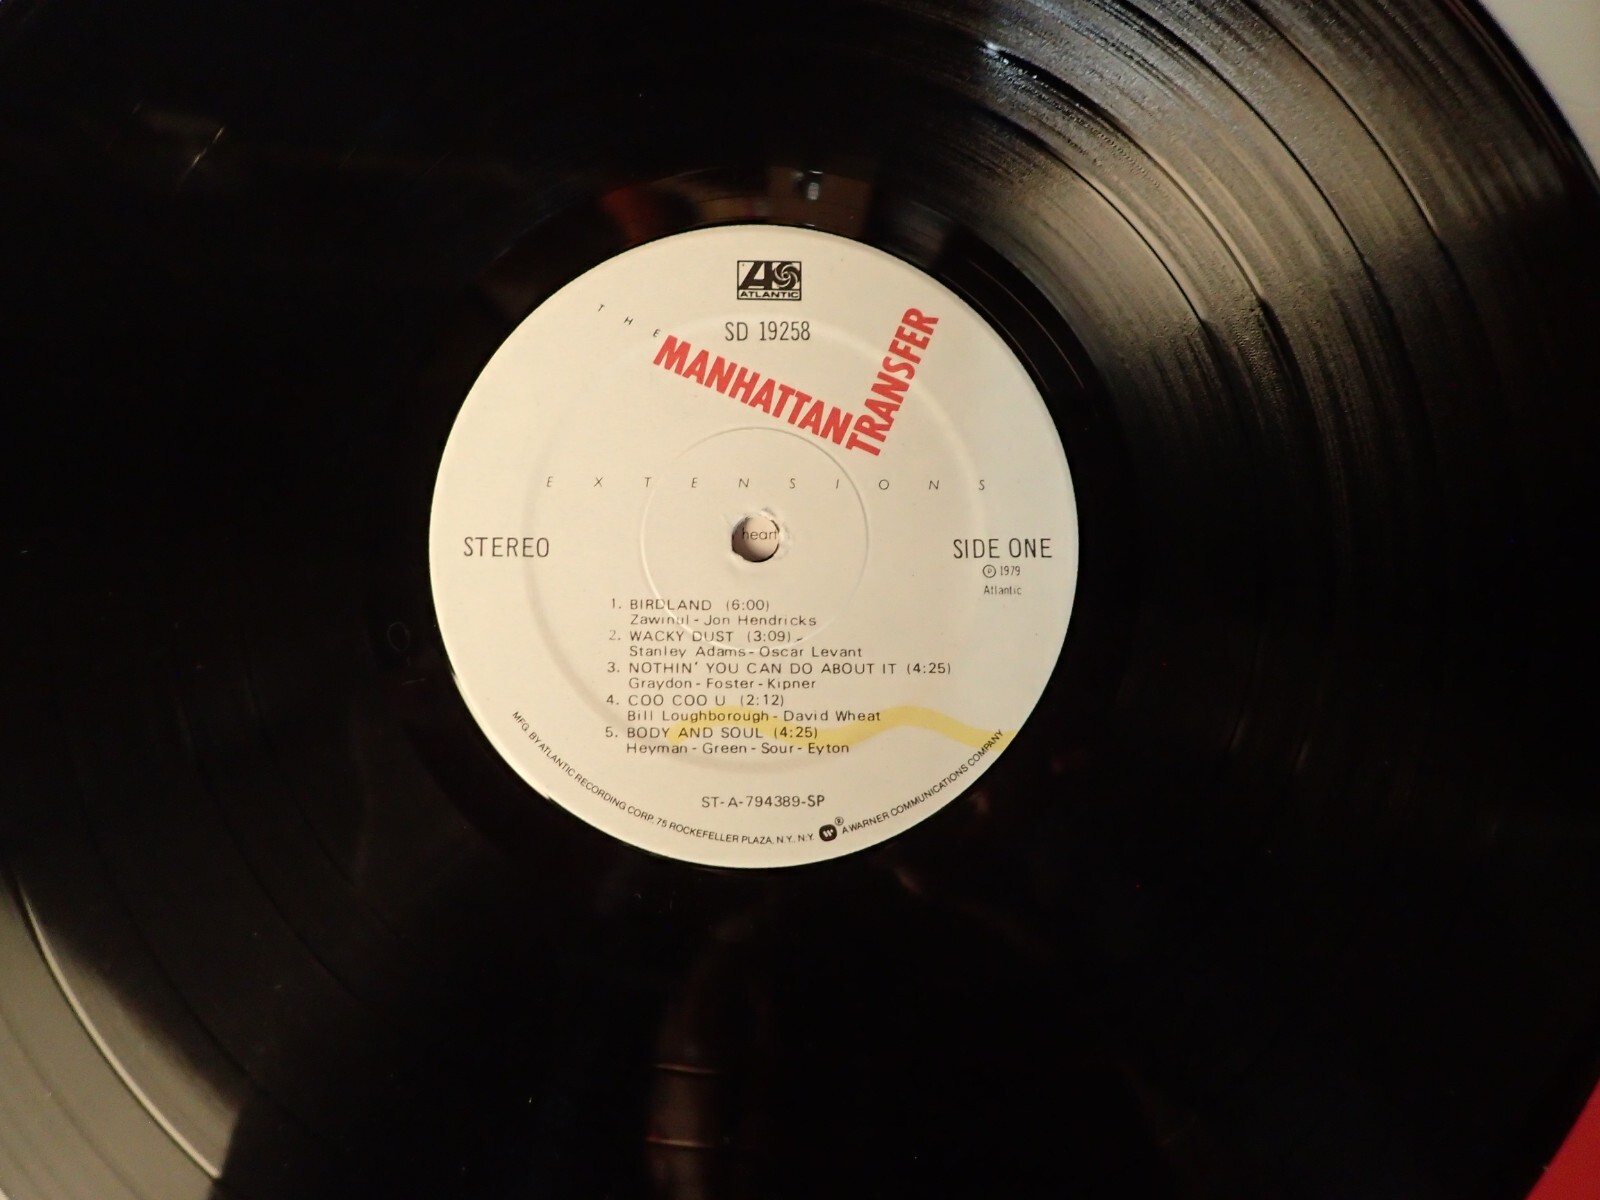 ATLANTIC
SD 19258
THE
MANHATTAN
TRANSFER
EXTENSIONS
heart
STEREO
SIDE ONE
Ⓟ 1979
Atlantic
1. BIRDLAND (6:00)
Zawinul - Jon Hendricks
2. WACKY DUST (3:09)
Stanley Adams - Oscar Levant
3. NOTHIN' YOU CAN DO ABOUT IT (4:25)
Graydon - Foster - Kipner
4. COO COO U (2:12)
Bill Loughborough - David Wheat
5. BODY AND SOUL (4:25)
Heyman - Green - Sour - Eyton
ST-A-794389-SP
MFG. BY ATLANTIC RECORDING CORP. 75 ROCKEFELLER PLAZA, N.Y. N.Y. ® A WARNER COMMUNICATIONS COMPANY